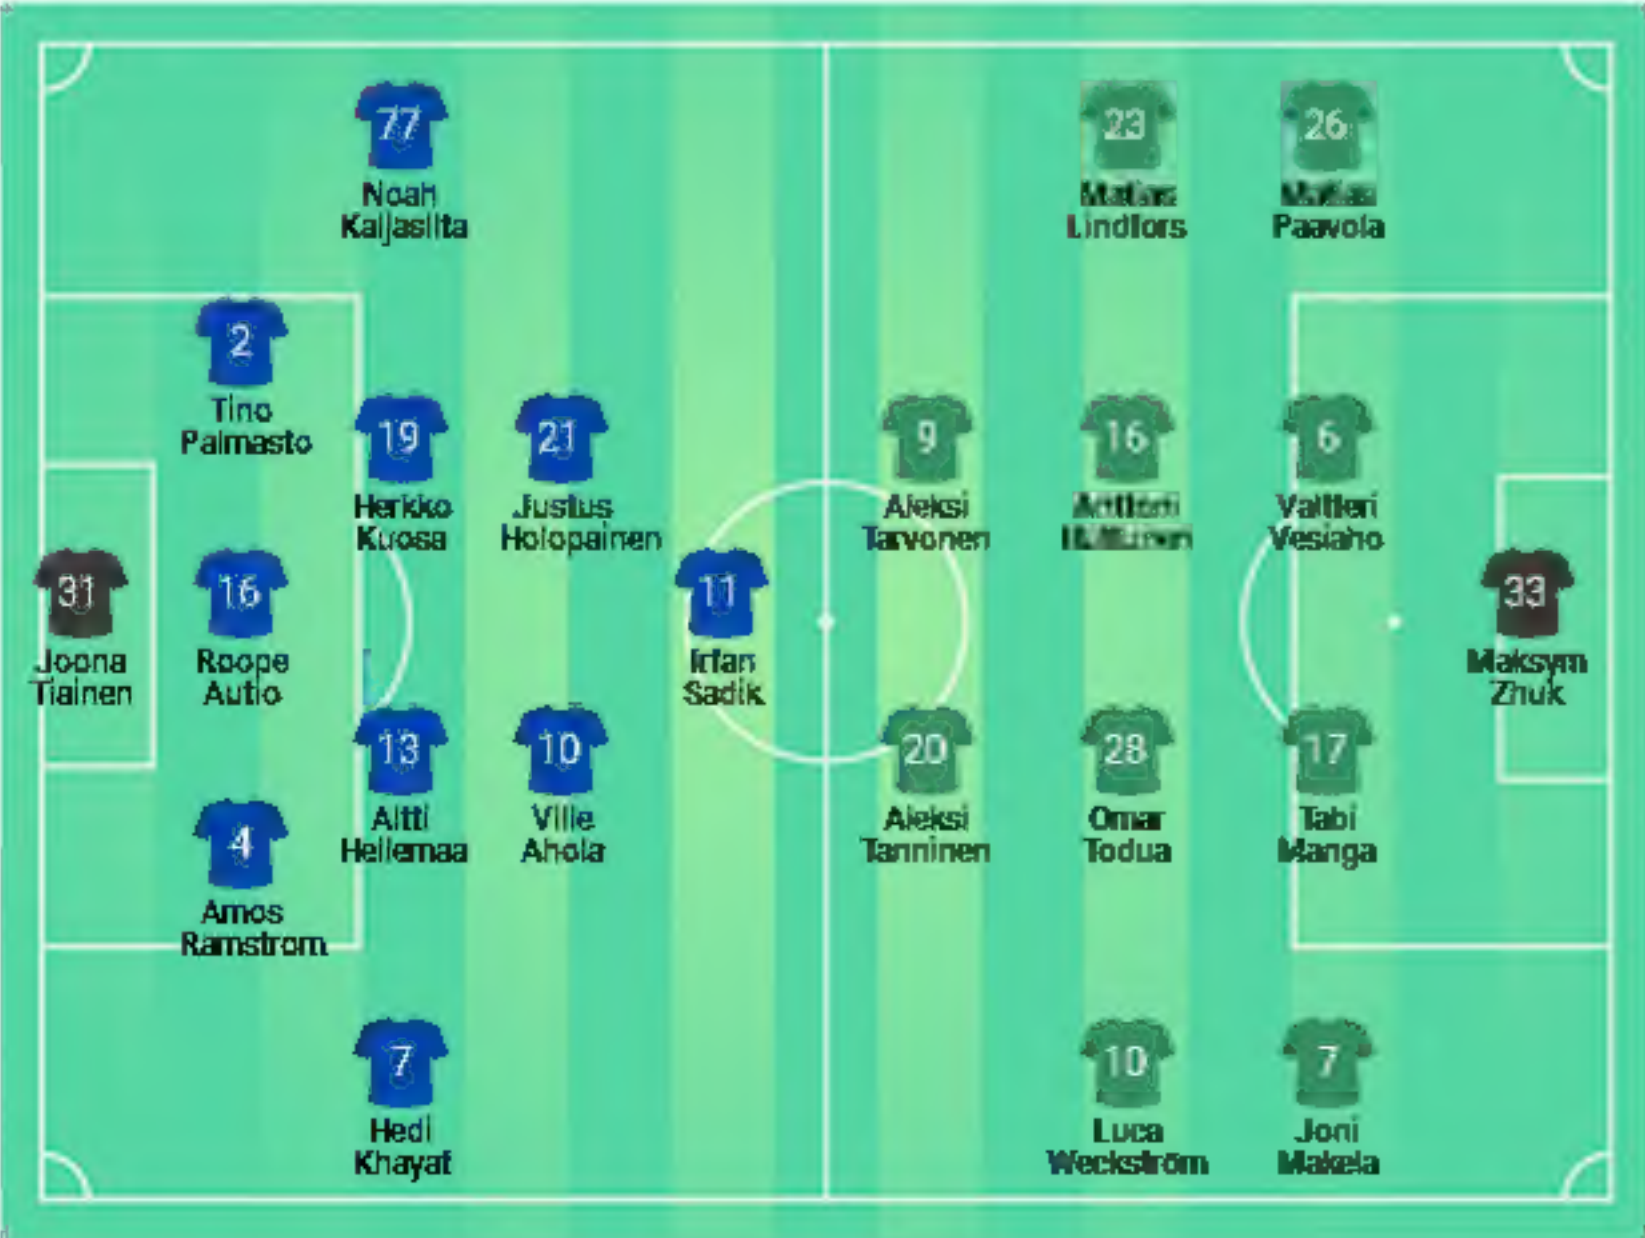 77
Noah
Kaijasilta
2
Tino
Palmasto
19
Herkko
Kuosa
21
Justus
Holopainen
31
Joona
Tiainen
16
Roope
Autio
11
Irfan
Sadik
13
Altti
Hellemaa
10
Ville
Ahola
4
Amos
Ramstrom
7
Hedi
Khayat
23
Matias
Lindfors
26
Paavola
9
Aleksi
Tarvonen
16
6
Valtteri
Vesiaho
33
Maksym
Zhuk
20
Aleksi
Tanninen
28
Omar
Todua
17
Tabi
Manga
10
Luca
Weckström
7
Joni
Makela